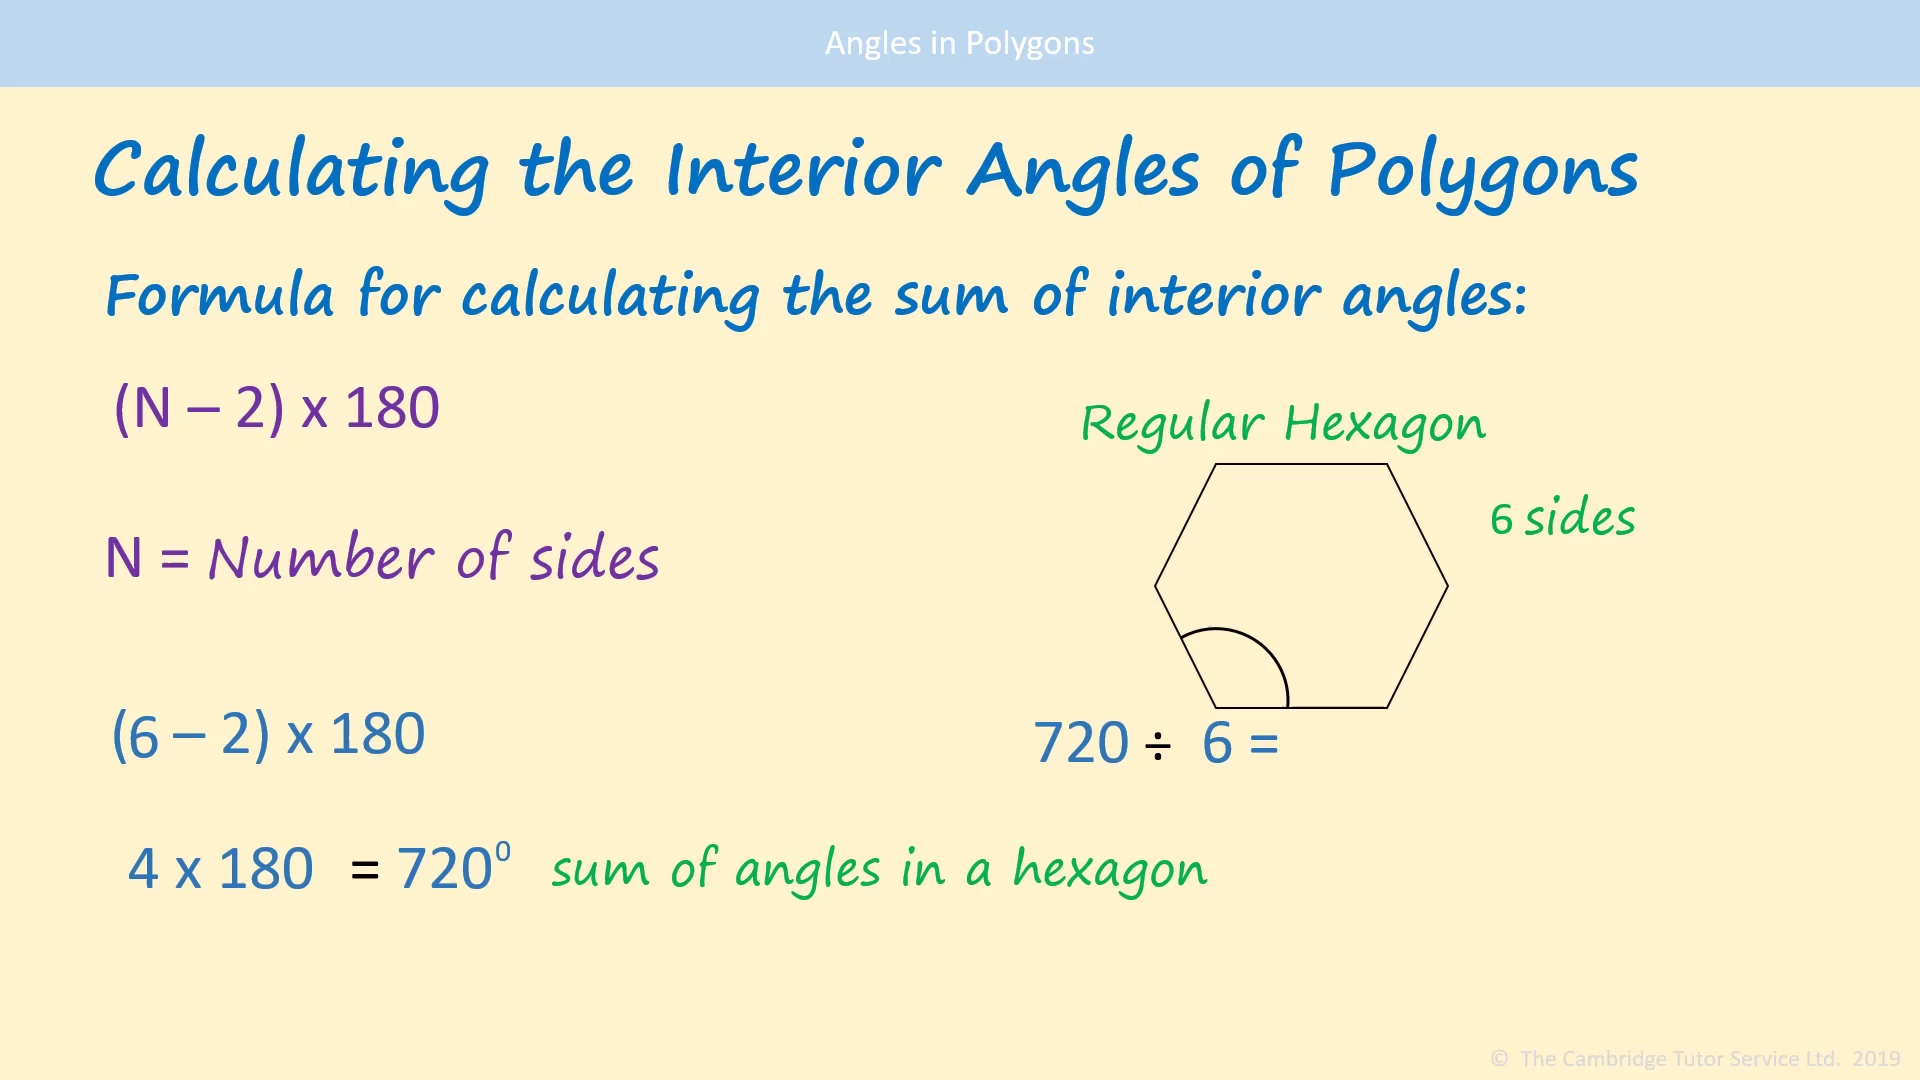 Angles in Polygons
Calculating the Interior Angles of Polygons
Formula for calculating the sum of interior angles:
(N – 2) x 180
Regular Hexagon
6 sides
N = Number of sides
(6 – 2) x 180
720 ÷ 6 =
4 x 180 = 720⁰ sum of angles in a hexagon
© The Cambridge Tutor Service Ltd. 2019